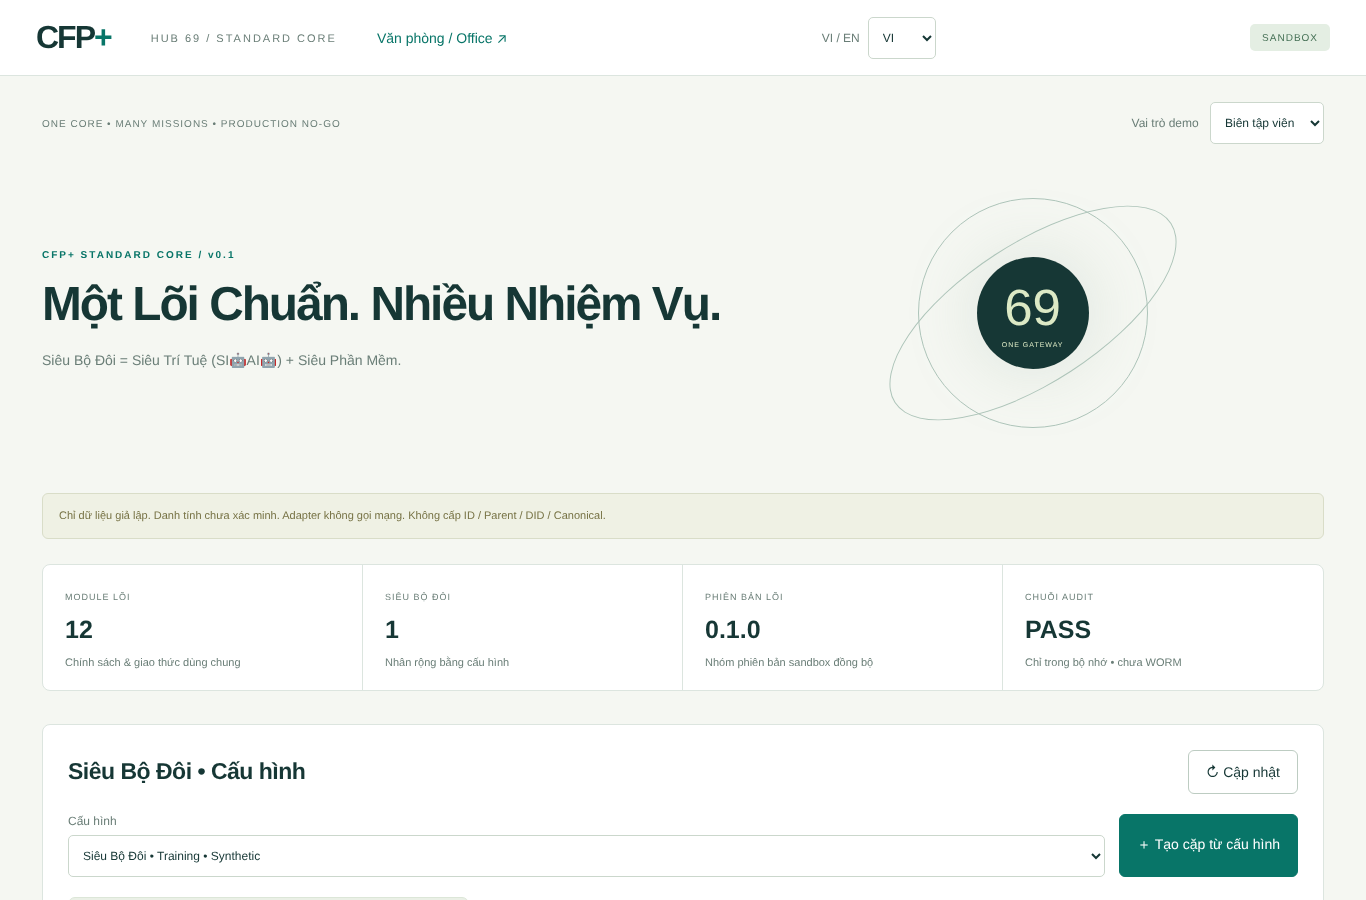 CFP+
HUB 69 / STANDARD CORE
Văn phòng / Office ↗
VI / EN
VI
SANDBOX
ONE CORE • MANY MISSIONS • PRODUCTION NO-GO
Vai trò demo
Biên tập viên
CFP+ STANDARD CORE / v0.1
Một Lõi Chuẩn. Nhiều Nhiệm Vụ.
Siêu Bộ Đôi = Siêu Trí Tuệ (SI🤖AI🤖) + Siêu Phần Mềm.
69
ONE GATEWAY
Chỉ dữ liệu giả lập. Danh tính chưa xác minh. Adapter không gọi mạng. Không cấp ID / Parent / DID / Canonical.
MODULE LÕI
12
Chính sách & giao thức dùng chung
SIÊU BỘ ĐÔI
1
Nhân rộng bằng cấu hình
PHIÊN BẢN LÕI
0.1.0
Nhóm phiên bản sandbox đồng bộ
CHUỖI AUDIT
PASS
Chỉ trong bộ nhớ • chưa WORM
Siêu Bộ Đôi • Cấu hình
↻ Cập nhật
Cấu hình
Siêu Bộ Đôi • Training • Synthetic
+ Tạo cặp từ cấu hình